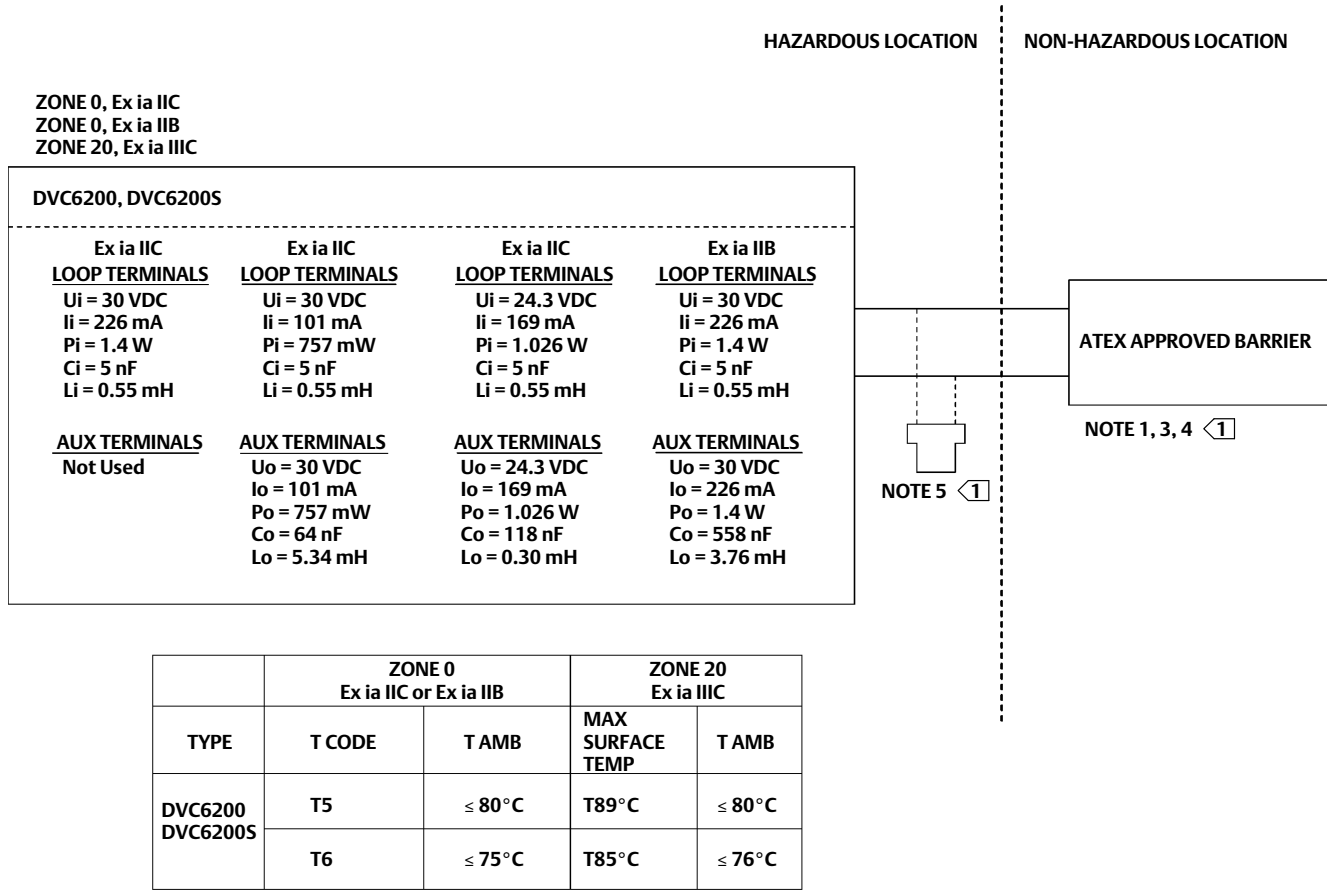 HAZARDOUS LOCATION
NON-HAZARDOUS LOCATION
ZONE 0, Ex ia IIC
ZONE 0, Ex ia IIB
ZONE 20, Ex ia IIIC
DVC6200, DVC6200S
Ex ia IIC
LOOP TERMINALS
Ui = 30 VDC
Ii = 226 mA
Pi = 1.4 W
Ci = 5 nF
Li = 0.55 mH
AUX TERMINALS
Not Used
Ex ia IIC
LOOP TERMINALS
Ui = 30 VDC
Ii = 101 mA
Pi = 757 mW
Ci = 5 nF
Li = 0.55 mH
AUX TERMINALS
Uo = 30 VDC
Io = 101 mA
Po = 757 mW
Co = 64 nF
Lo = 5.34 mH
Ex ia IIC
LOOP TERMINALS
Ui = 24.3 VDC
Ii = 169 mA
Pi = 1.026 W
Ci = 5 nF
Li = 0.55 mH
AUX TERMINALS
Uo = 24.3 VDC
Io = 169 mA
Po = 1.026 W
Co = 118 nF
Lo = 0.30 mH
Ex ia IIB
LOOP TERMINALS
Ui = 30 VDC
Ii = 226 mA
Pi = 1.4 W
Ci = 5 nF
Li = 0.55 mH
AUX TERMINALS
Uo = 30 VDC
Io = 226 mA
Po = 1.4 W
Co = 558 nF
Lo = 3.76 mH
ATEX APPROVED BARRIER
NOTE 1, 3, 4 1
NOTE 5 1
ZONE 0
Ex ia IIC or Ex ia IIB
ZONE 20
Ex ia IIIC
TYPE
T CODE
T AMB
MAX
SURFACE
TEMP
T AMB
DVC6200
DVC6200S
T5
≤ 80°C
T89°C
≤ 80°C
T6
≤ 75°C
T85°C
≤ 76°C